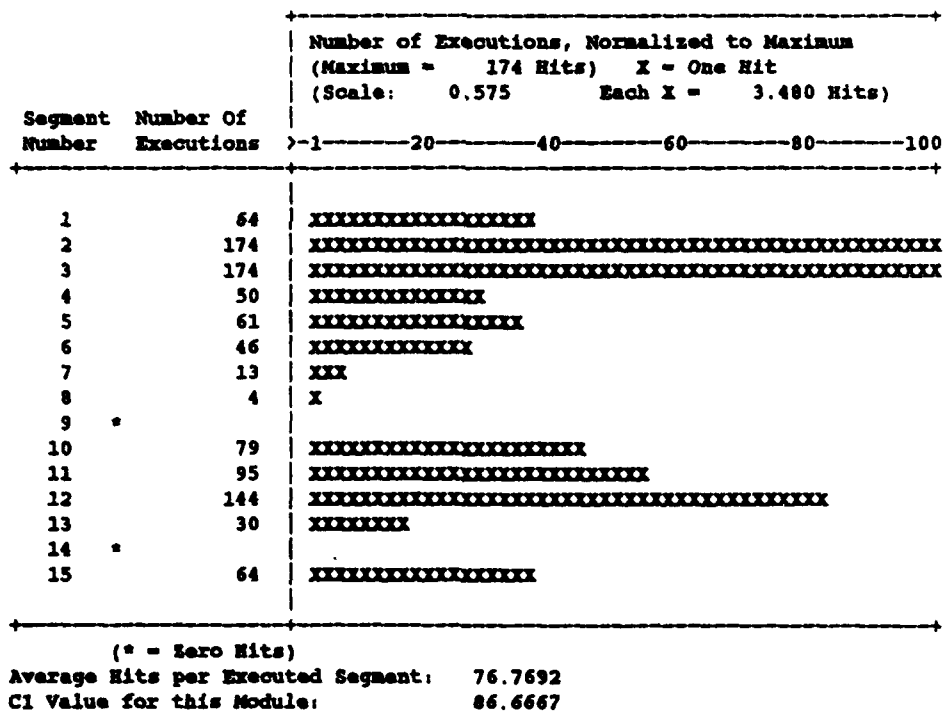 Number of Executions, Normalized to Maximum
(Maximum = 174 Hits) X = One Hit
(Scale: 0.575 Each X = 3.480 Hits)
Segment Number Of
Number Executions >-1-------20--------40--------60--------80-------100
1 64 XXXXXXXXXXXXXXXXXX
2 174 XXXXXXXXXXXXXXXXXXXXXXXXXXXXXXXXXXXXXXXXXXXXXXXXXX
3 174 XXXXXXXXXXXXXXXXXXXXXXXXXXXXXXXXXXXXXXXXXXXXXXXXXX
4 50 XXXXXXXXXXXXXX
5 61 XXXXXXXXXXXXXXXXX
6 46 XXXXXXXXXXXXX
7 13 XXX
8 4 X
9 *
10 79 XXXXXXXXXXXXXXXXXXXXXX
11 95 XXXXXXXXXXXXXXXXXXXXXXXXXXX
12 144 XXXXXXXXXXXXXXXXXXXXXXXXXXXXXXXXXXXXXXXXX
13 30 XXXXXXXX
14 *
15 64 XXXXXXXXXXXXXXXXXX
(* = Zero Hits)
Average Hits per Executed Segment: 76.7692
C1 Value for this Module: 86.6667